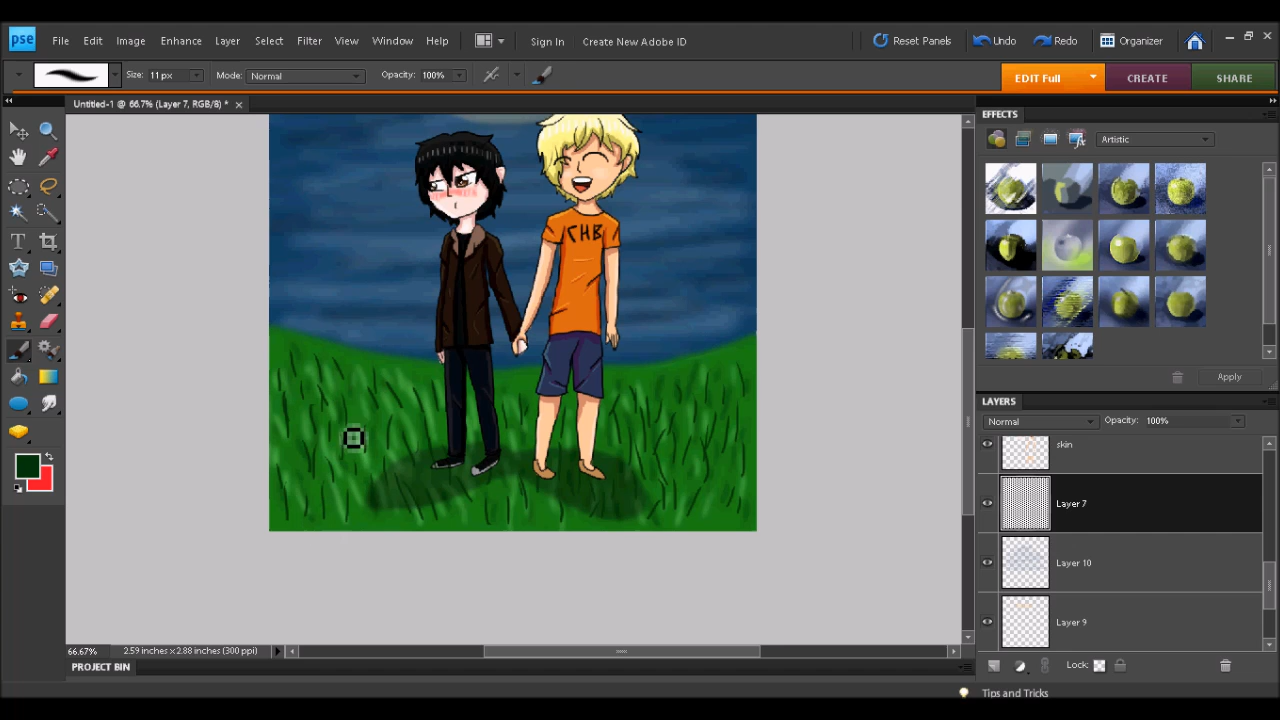 pse File Edit Image Enhance Layer Select Filter View Window Help Sign In Create New Adobe ID Reset Panels Undo Redo Organizer
Size: 11 px Mode: Normal Opacity: 100% EDIT Full CREATE SHARE
Untitled-1 @ 66.7% (Layer 7, RGB/8) *
EFFECTS
Artistic
CHB
Apply
LAYERS
Normal Opacity: 100%
skin
Layer 7
Layer 10
Layer 9
66.67% 2.59 inches x 2.88 inches (300 ppi)
Lock:
PROJECT BIN
Tips and Tricks